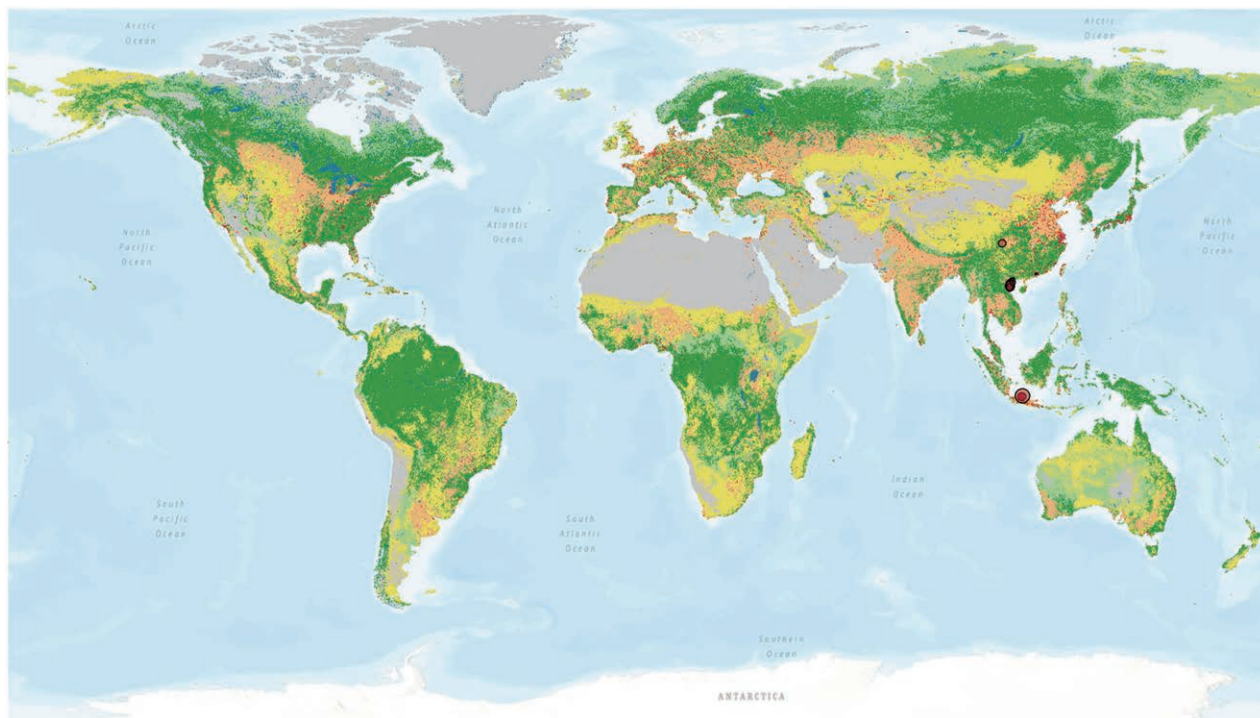 Arctic
Ocean
Arctic
Ocean
North
Pacific
Ocean
North
Atlantic
Ocean
North
Pacific
Ocean
South
Pacific
Ocean
South
Atlantic
Ocean
Indian
Ocean
Southern
Ocean
ANTARCTICA